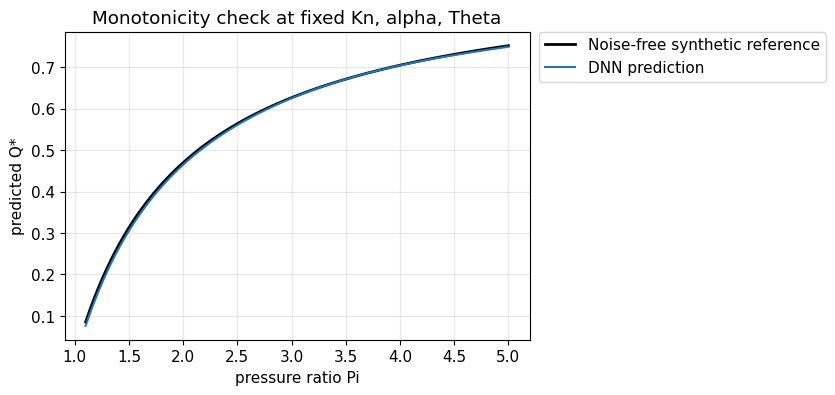 Monotonicity check at fixed Kn, alpha, Theta
Noise-free synthetic reference
DNN prediction
predicted Q*
0.7
0.6
0.5
0.4
0.3
0.2
0.1
1.0 1.5 2.0 2.5 3.0 3.5 4.0 4.5 5.0
pressure ratio Pi